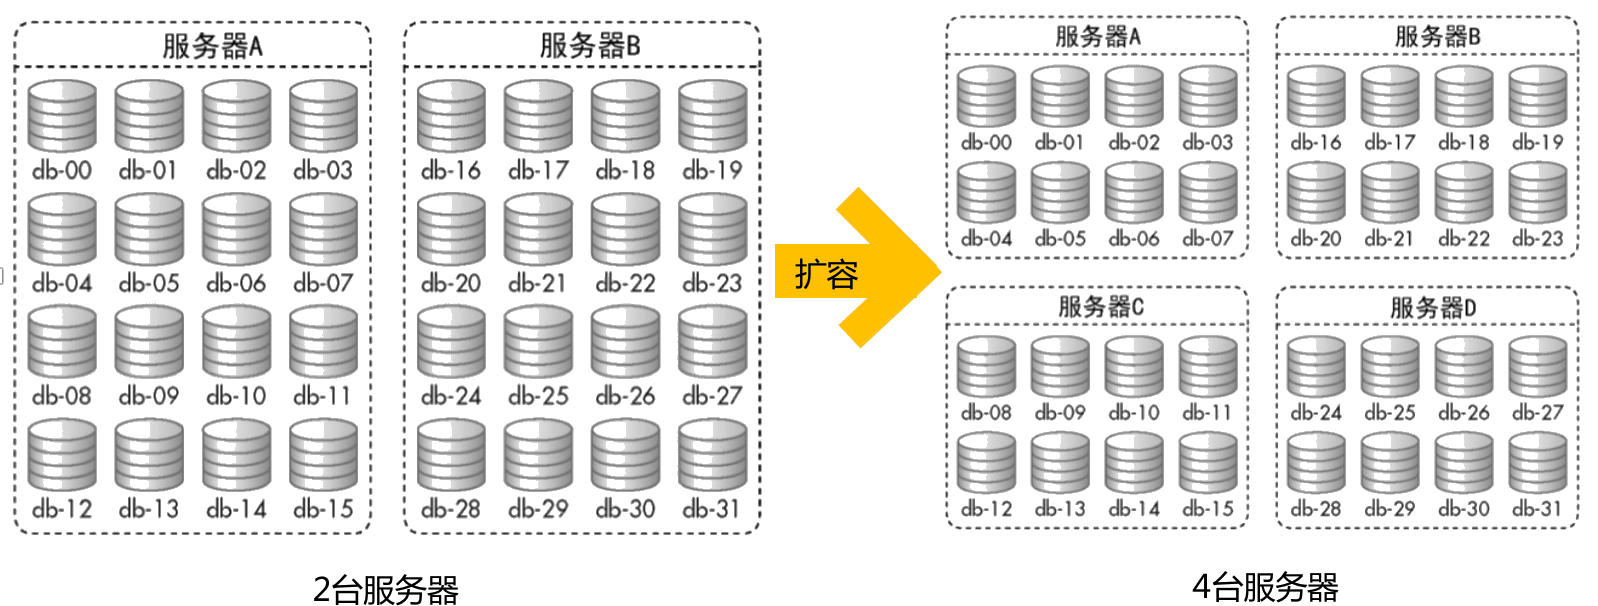 服务器A
db-00 db-01 db-02 db-03
db-04 db-05 db-06 db-07
db-08 db-09 db-10 db-11
db-12 db-13 db-14 db-15
服务器B
db-16 db-17 db-18 db-19
db-20 db-21 db-22 db-23
db-24 db-25 db-26 db-27
db-28 db-29 db-30 db-31
2台服务器
扩容
服务器A
db-00 db-01 db-02 db-03
db-04 db-05 db-06 db-07
服务器B
db-16 db-17 db-18 db-19
db-20 db-21 db-22 db-23
服务器C
db-08 db-09 db-10 db-11
db-12 db-13 db-14 db-15
服务器D
db-24 db-25 db-26 db-27
db-28 db-29 db-30 db-31
4台服务器